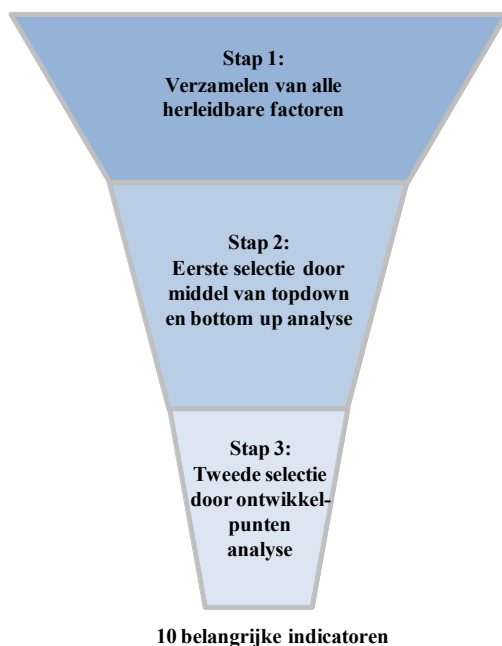 Stap 1:
Verzamelen van alle
herleidbare factoren
Stap 2:
Eerste selectie door
middel van topdown
en bottom up analyse
Stap 3:
Tweede selectie
door ontwikkel-
punten
analyse
10 belangrijke indicatoren